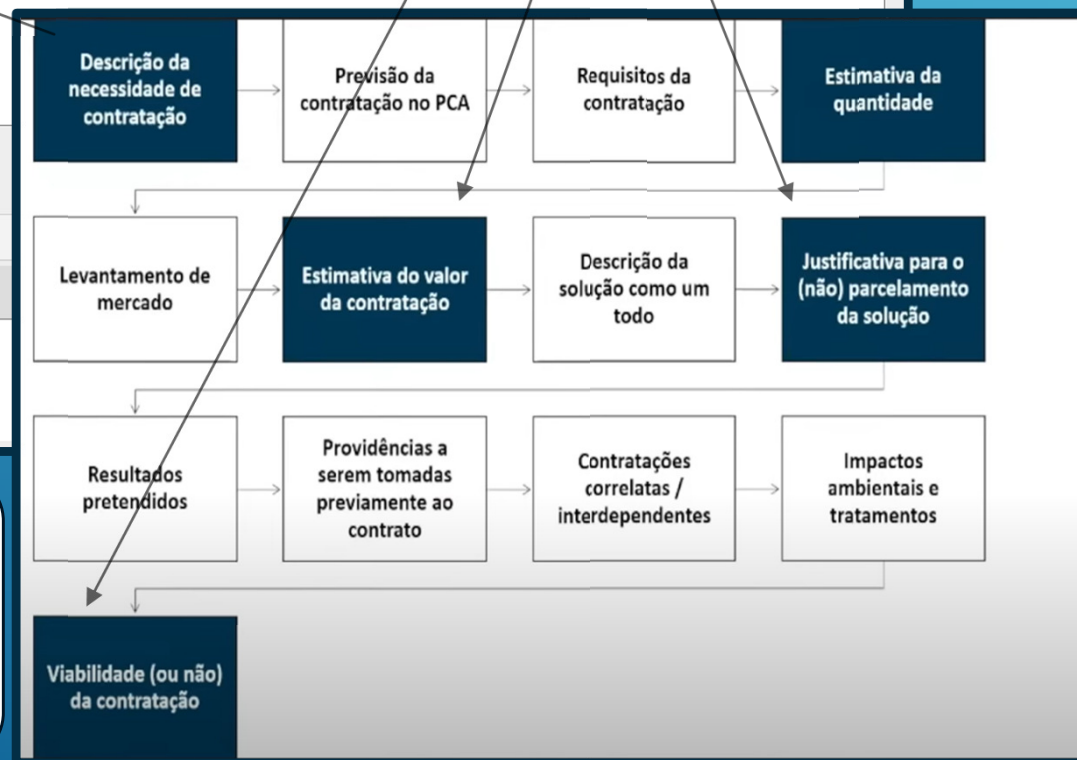 Descrição da
necessidade de
contratação
Previsão da
contratação no PCA
Requisitos da
contratação
Estimativa da
quantidade
Levantamento de
mercado
Estimativa do valor
da contratação
Descrição da
solução como um
todo
Justificativa para o
(não) parcelamento
da solução
Resultados
pretendidos
Providências a
serem tomadas
previamente ao
contrato
Contratações
correlatas /
interdependentes
Impactos
ambientais e
tratamentos
Viabilidade (ou não)
da contratação